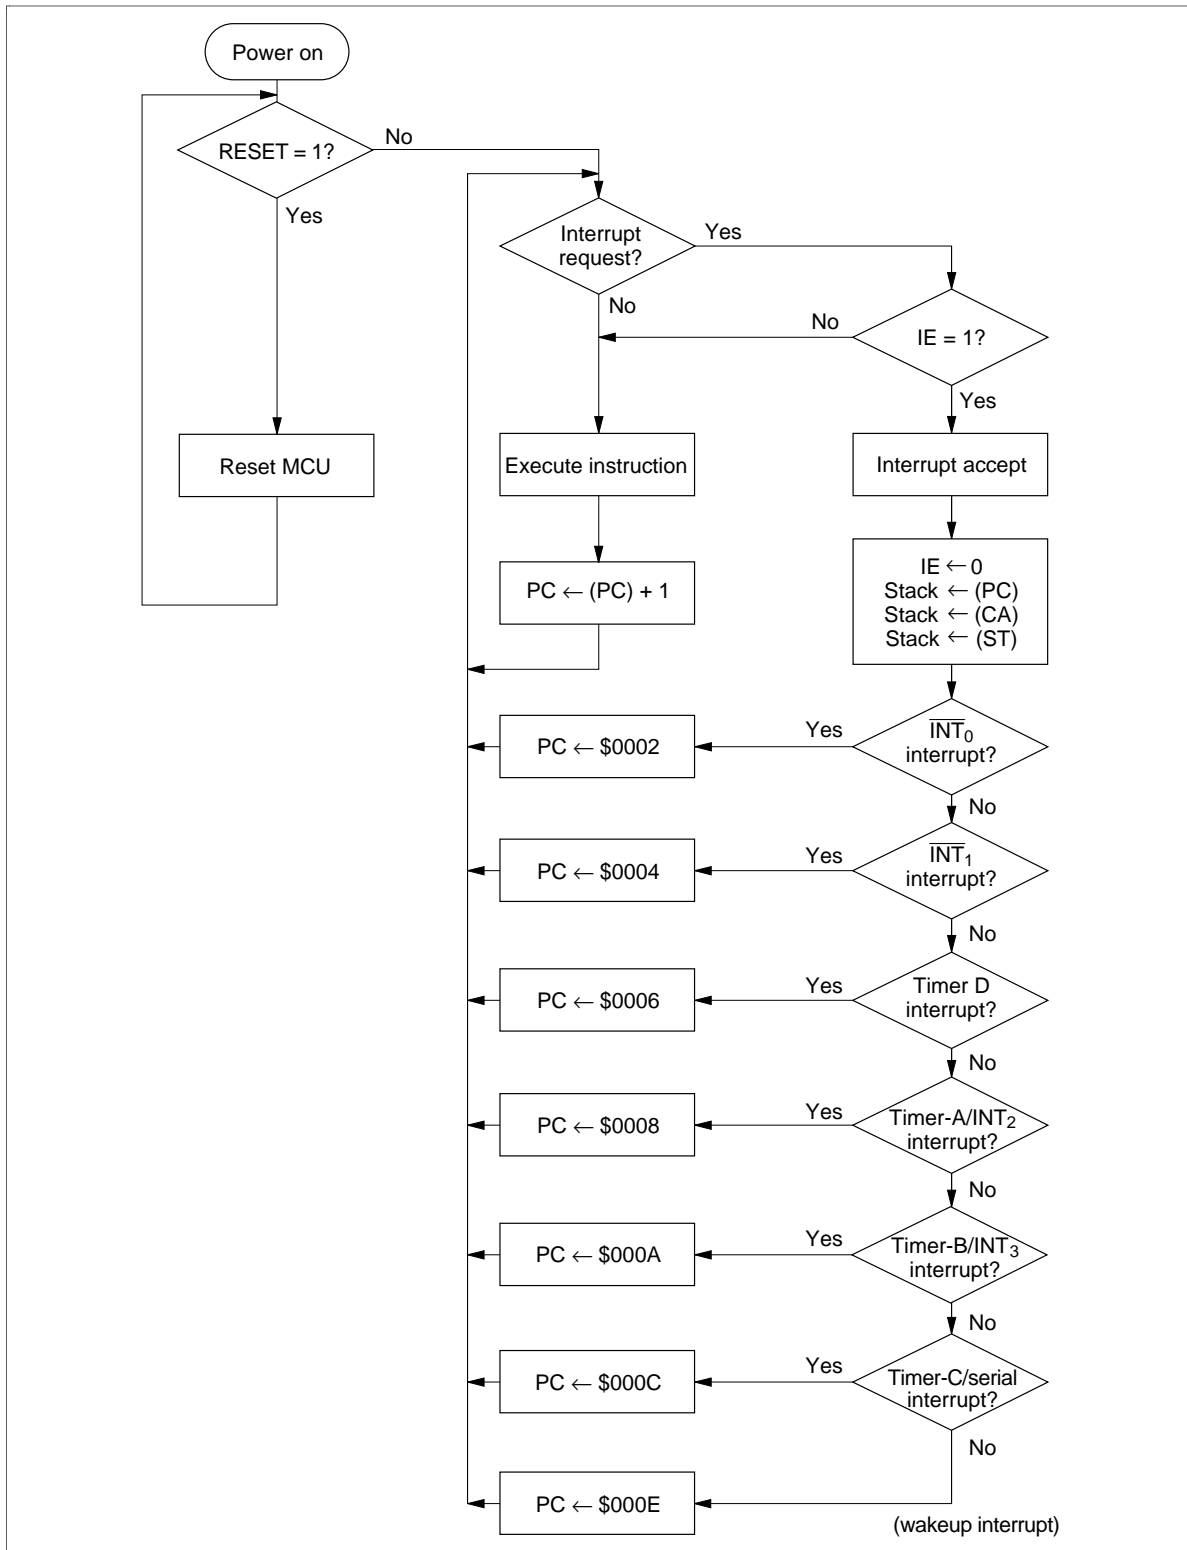 Power on
RESET = 1?
No
Yes
Interrupt
request?
Yes
No
No
IE = 1?
Yes
Reset MCU
Execute instruction
Interrupt accept
PC ← (PC) + 1
IE ← 0
Stack ← (PC)
Stack ← (CA)
Stack ← (ST)
PC ← $0002
Yes
I̅N̅T̅₀
interrupt?
No
PC ← $0004
Yes
I̅N̅T̅₁
interrupt?
No
PC ← $0006
Yes
Timer D
interrupt?
No
PC ← $0008
Yes
Timer-A/INT₂
interrupt?
No
PC ← $000A
Yes
Timer-B/INT₃
interrupt?
No
PC ← $000C
Yes
Timer-C/serial
interrupt?
No
PC ← $000E
(wakeup interrupt)